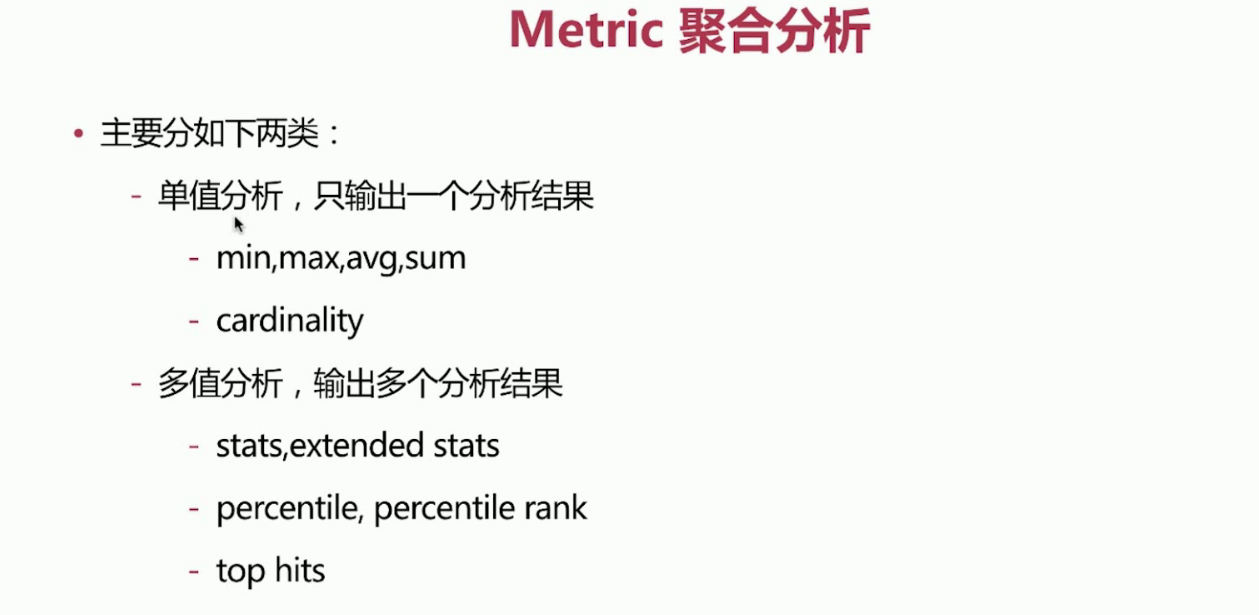 Metric 聚合分析
• 主要分如下两类：
- 单值分析，只输出一个分析结果
- min,max,avg,sum
- cardinality
- 多值分析，输出多个分析结果
- stats,extended stats
- percentile, percentile rank
- top hits